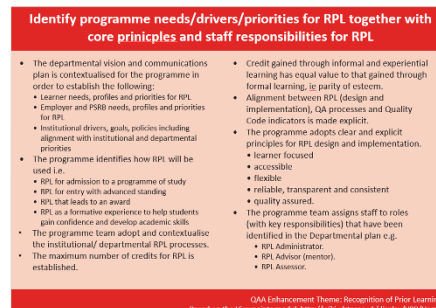 Identify programme needs/drivers/priorities for RPL together with
core prinicples and staff responsibilities for RPL
• The departmental vision and communications
plan is contextualised for the programme in
order to establish the following:
• Learner needs, profiles and priorities for RPL
• Employer and PSRB needs, profiles and priorities
for RPL
• Institutional drivers, goals, policies including
alignment with institutional and departmental
priorities
• The programme identifies how RPL will be
used i.e.
• RPL for admission to a programme of study
• RPL for entry with advanced standing
• RPL that leads to an award
• RPL as a formative experience to help students
gain confidence and develop academic skills
• The programme team adopt and contextualise
the institutional/ departmental RPL processes.
• The maximum number of credits for RPL is
established.
• Credit gained through informal and experiential
learning has equal value to that gained through
formal learning, ie parity of esteem.
• Alignment between RPL (design and
implementation), QA processes and Quality
Code indicators is made explicit.
• The programme adopts clear and explicit
principles for RPL design and implementation.
• learner focused
• accessible
• flexible
• reliable, transparent and consistent
• quality assured.
• The programme team assigns staff to roles
(with key responsibilities) that have been
identified in the Departmental plan e.g.
• RPL Administrator.
• RPL Advisor (mentor).
• RPL Assessor.
QAA Enhancement Theme: Recognition of Prior Learni